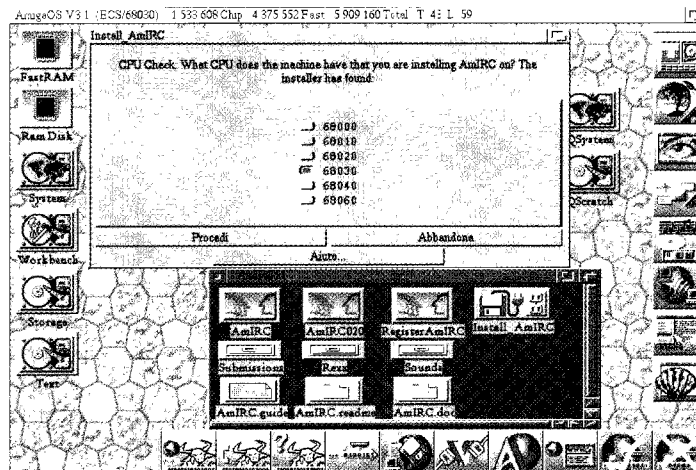 AmigaOS V3.1 (ECS/68030) 1 533 608 Chip 4 375 552 Fast 5 909 160 Total T 43 L 59
Install AmIRC
CPU Check. What CPU does the machine have that you are installing AmIRC on? The
installer has found:
68000
68010
68020
68030
68040
68060
Procedi
Abbandona
Aiuto...
FastRAM
Ram Disk
System
Workbench
Storage
Text
QSystem
QScratch
AmIRC
AmIRC020
RegisterAmIRC
Install_AmIRC
Submissions
Rexx
Sounds
AmIRC.guide
AmIRC.readme
AmIRC.doc